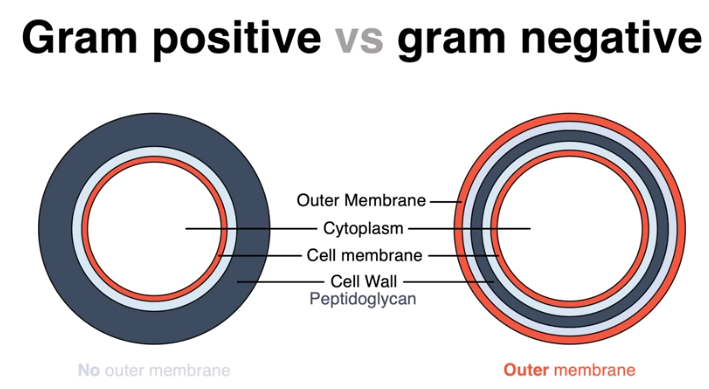 Gram positive vs gram negative
Outer Membrane
Cytoplasm
Cell membrane
Cell Wall
Peptidoglycan
No outer membrane
Outer membrane